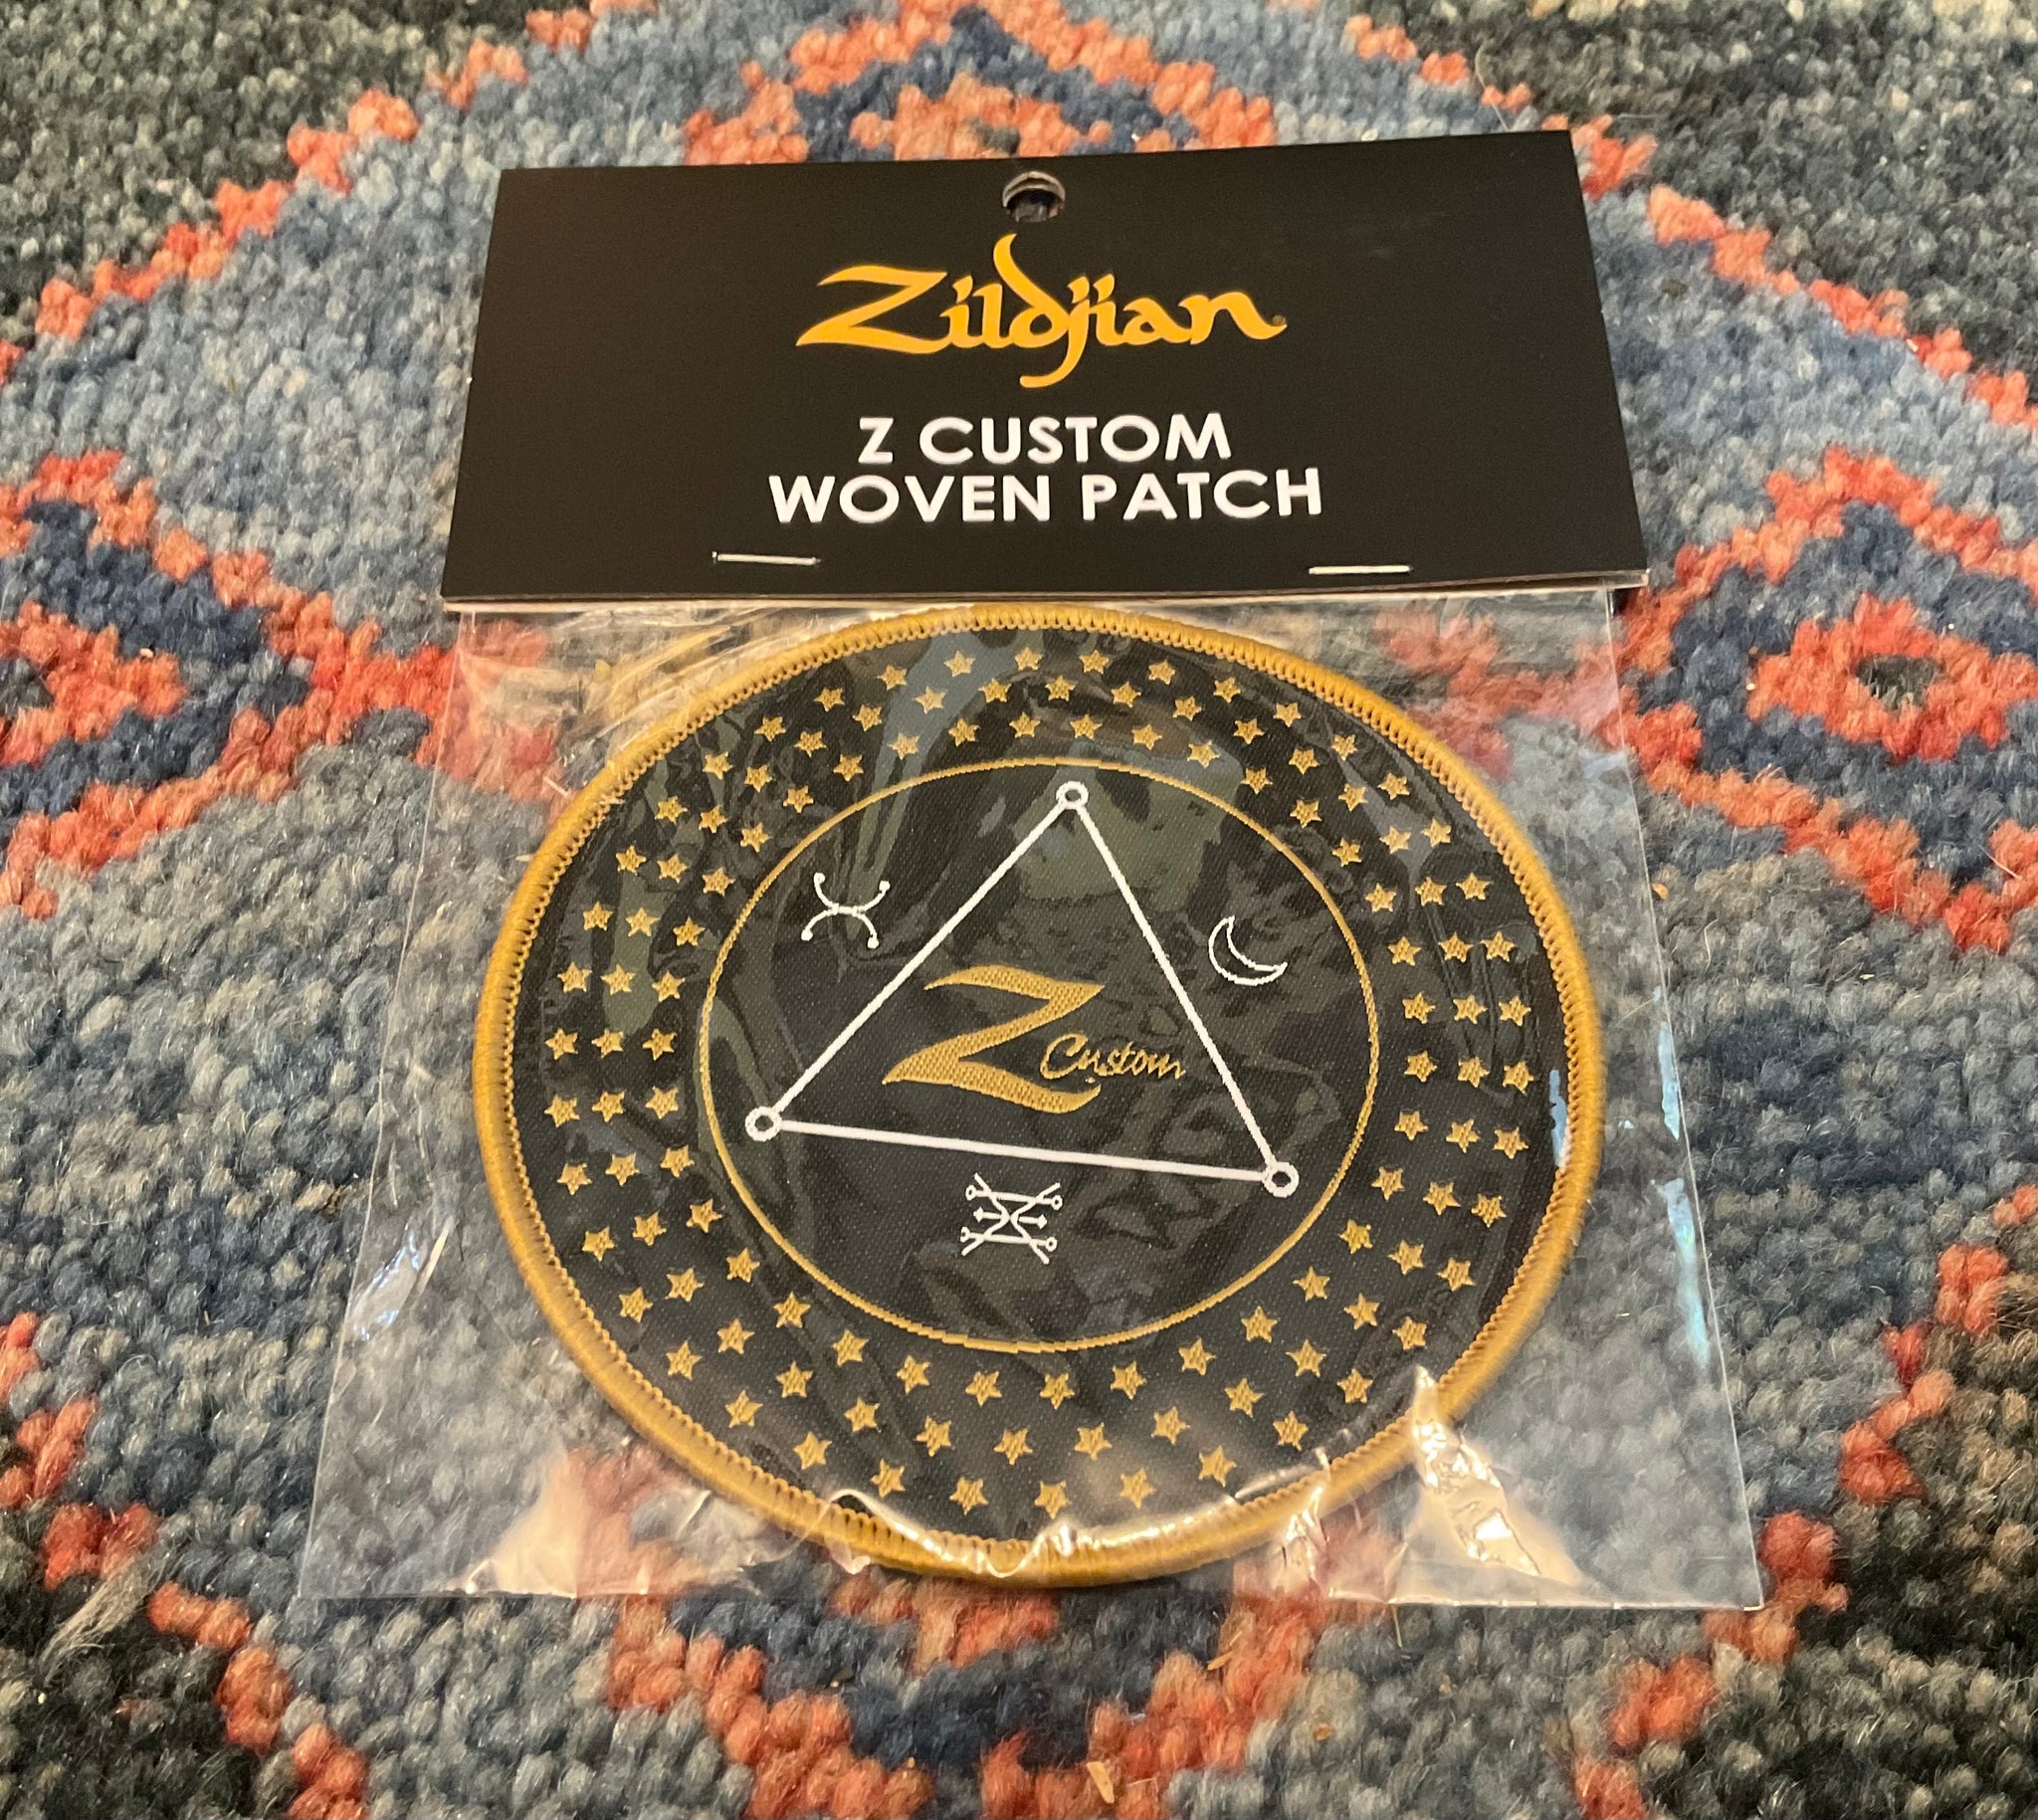 Zildjian
Z CUSTOM
WOVEN PATCH
Z Custom